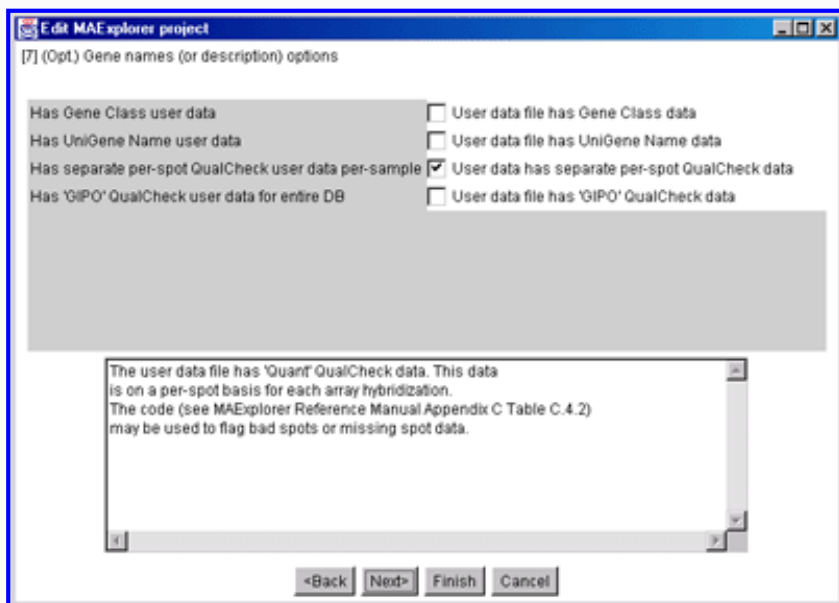 Edit MAExplorer project
[7] (Opt.) Gene names (or description) options
Has Gene Class user data User data file has Gene Class data
Has UniGene Name user data User data file has UniGene Name data
Has separate per-spot QualCheck user data per-sample User data has separate per-spot QualCheck data
Has 'GIPO' QualCheck user data for entire DB User data file has 'GIPO' QualCheck data
The user data file has 'Quant' QualCheck data. This data
is on a per-spot basis for each array hybridization.
The code (see MAExplorer Reference Manual Appendix C Table C.4.2)
may be used to flag bad spots or missing spot data.
<Back Next> Finish Cancel